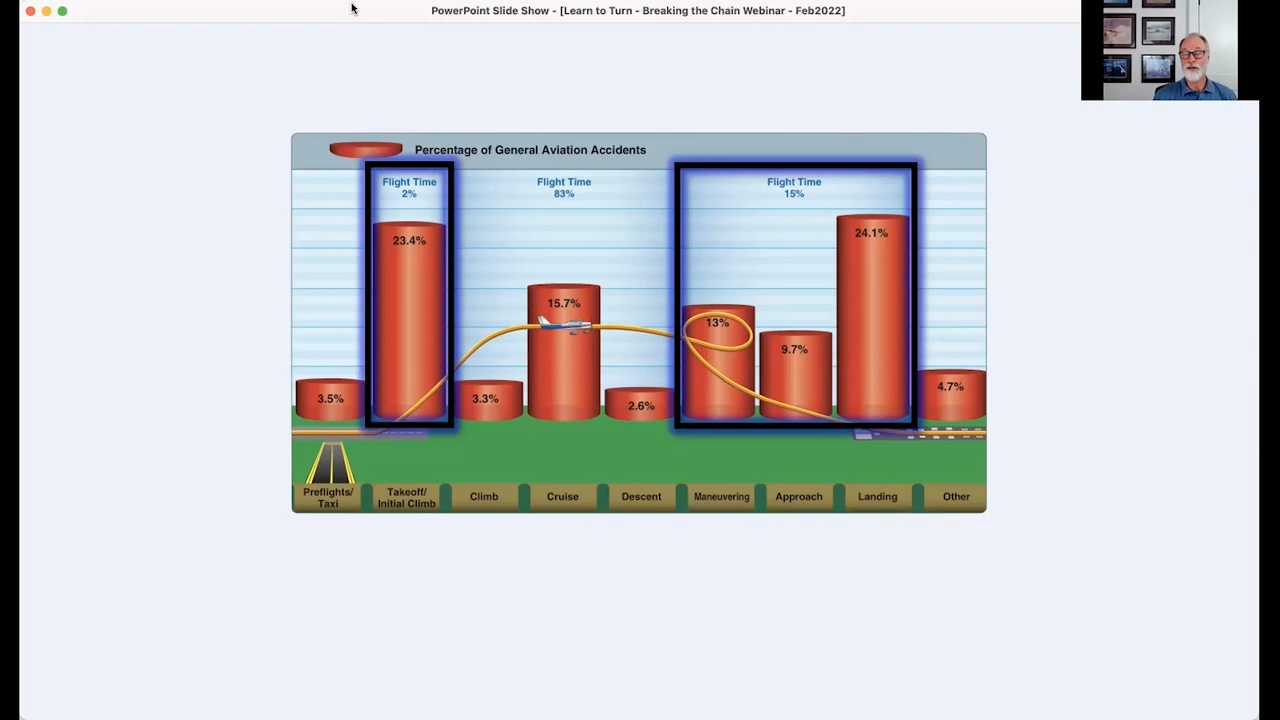 PowerPoint Slide Show - [Learn to Turn - Breaking the Chain Webinar - Feb2022]
Percentage of General Aviation Accidents
Flight Time
2%
Flight Time
83%
Flight Time
15%
23.4%
24.1%
15.7%
13%
9.7%
3.5%
3.3%
2.6%
4.7%
Preflights/
Taxi
Takeoff/
Initial Climb
Climb
Cruise
Descent
Maneuvering
Approach
Landing
Other